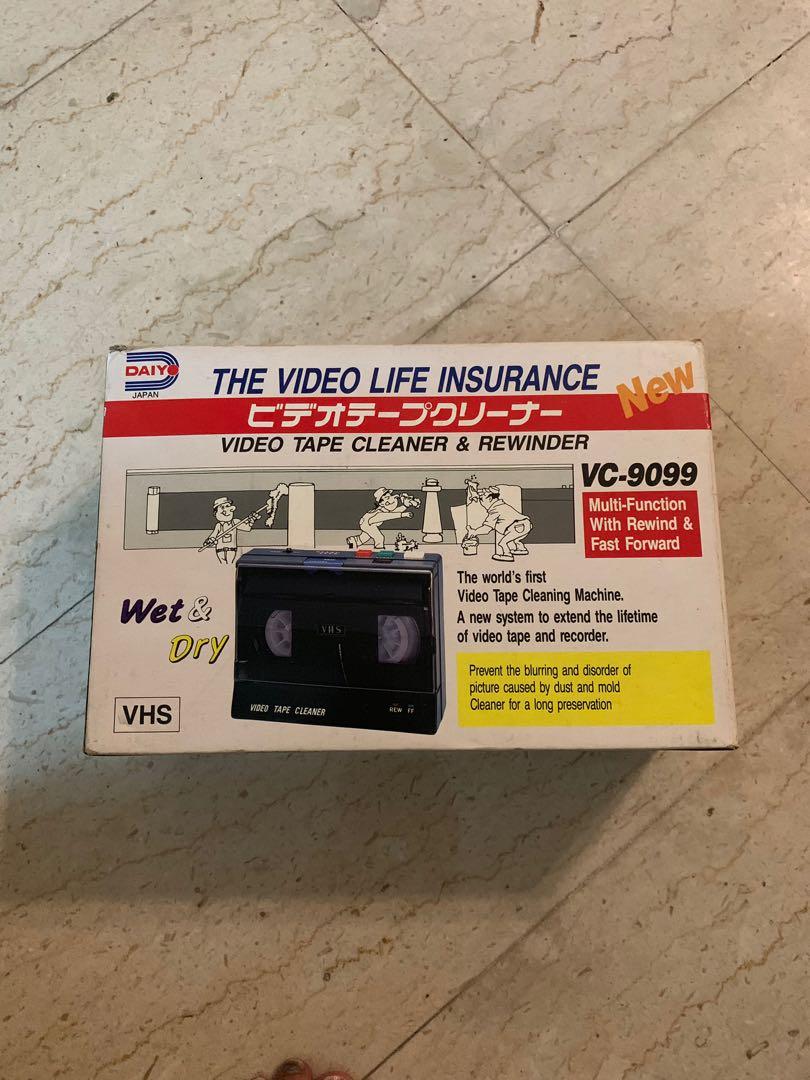 DAIYO
JAPAN
THE VIDEO LIFE INSURANCE
New
ビデオテープクリーナー
VIDEO TAPE CLEANER & REWINDER
VC-9099
Multi-Function
With Rewind &
Fast Forward
Wet &
Dry
VHS
VIDEO TAPE CLEANER
REW FF
The world's first
Video Tape Cleaning Machine.
A new system to extend the lifetime
of video tape and recorder.
Prevent the blurring and disorder of
picture caused by dust and mold
Cleaner for a long preservation
VHS